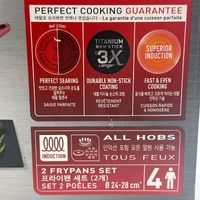 PERFECT COOKING GUARANTEE
- La garantie d'une cuisson parfaite
TITANIUM
NON-STICK
3X
Longer
SUPERIOR
INDUCTION
PERFECT SEARING
SAISIE PARFAITE
DURABLE NON-STICK
COATING
REVÊTEMENT
RÉSISTANT
FAST & EVEN
COOKING
CUISSON RAPIDE
& HOMOGÈNE
INDUCTION
ALL HOBS
인덕션 포함 모든 열원 사용 가능
TOUS FEUX
2 FRYPANS SET
프라이팬 세트 (2개)
SET 2 POÊLES
Ø 24-28 cm
4